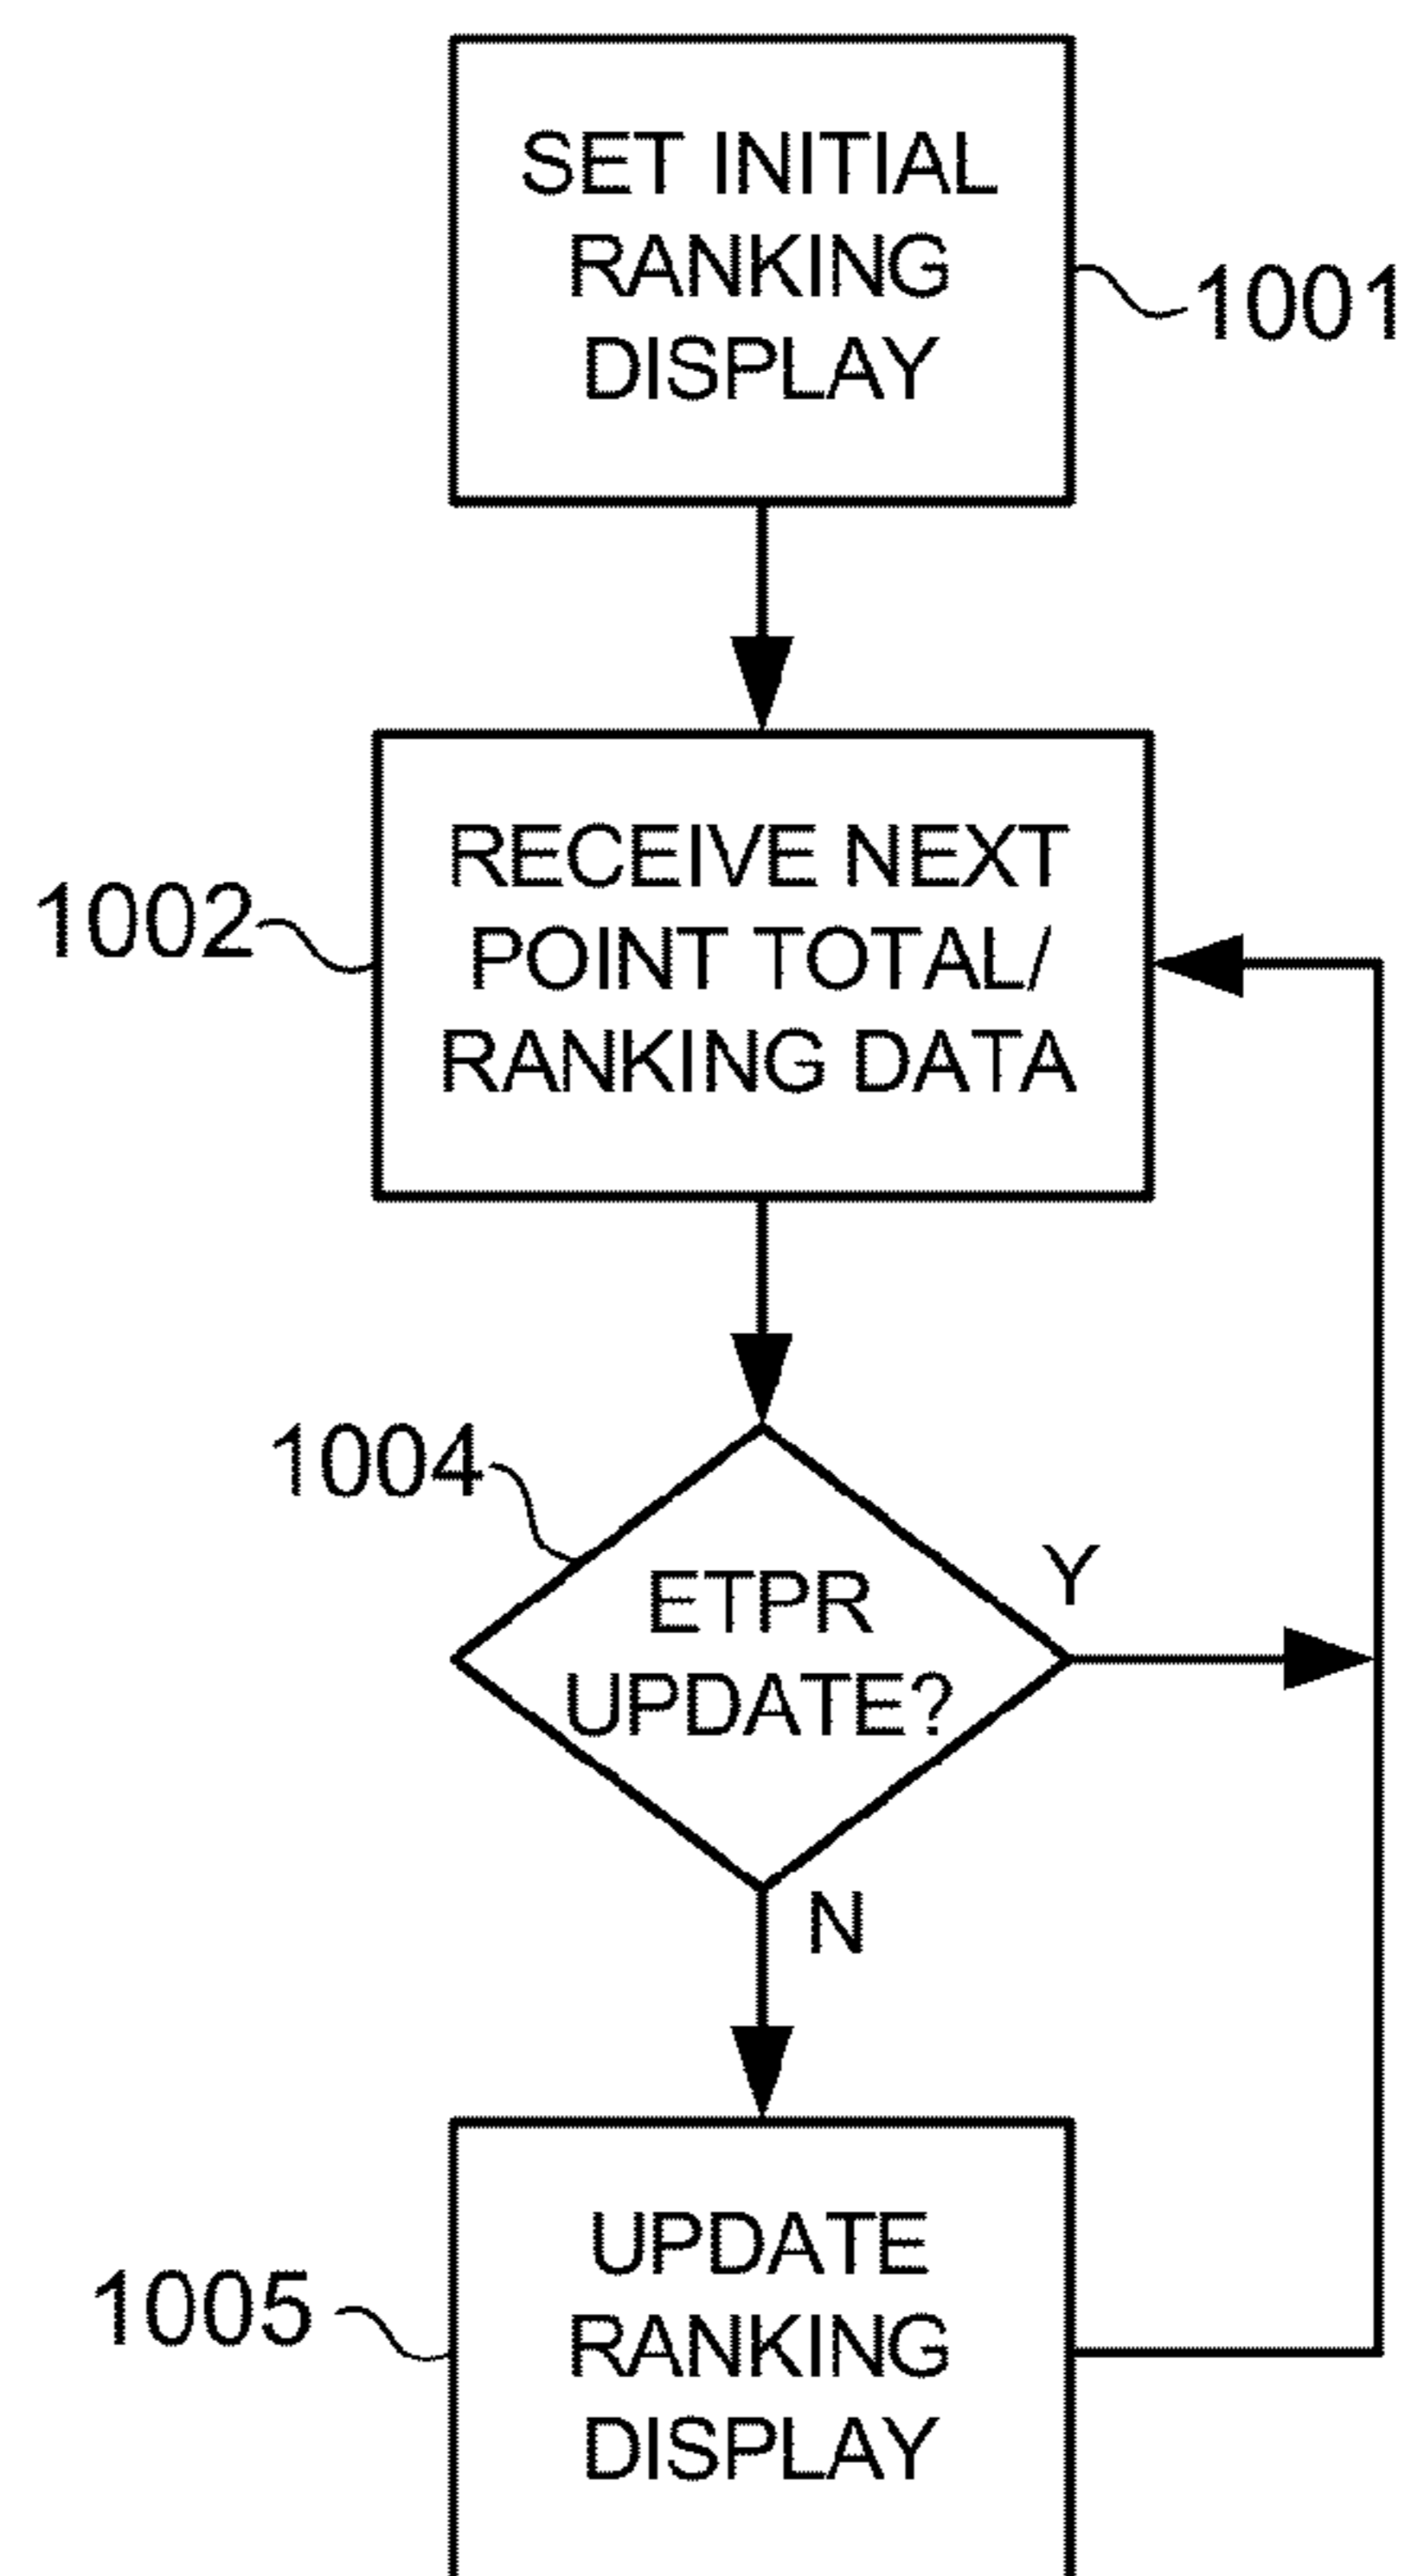 SET INITIAL
RANKING
DISPLAY
1001
RECEIVE NEXT
POINT TOTAL/
RANKING DATA
1002
1004
ETPR
UPDATE?
Y
N
UPDATE
RANKING
DISPLAY
1005